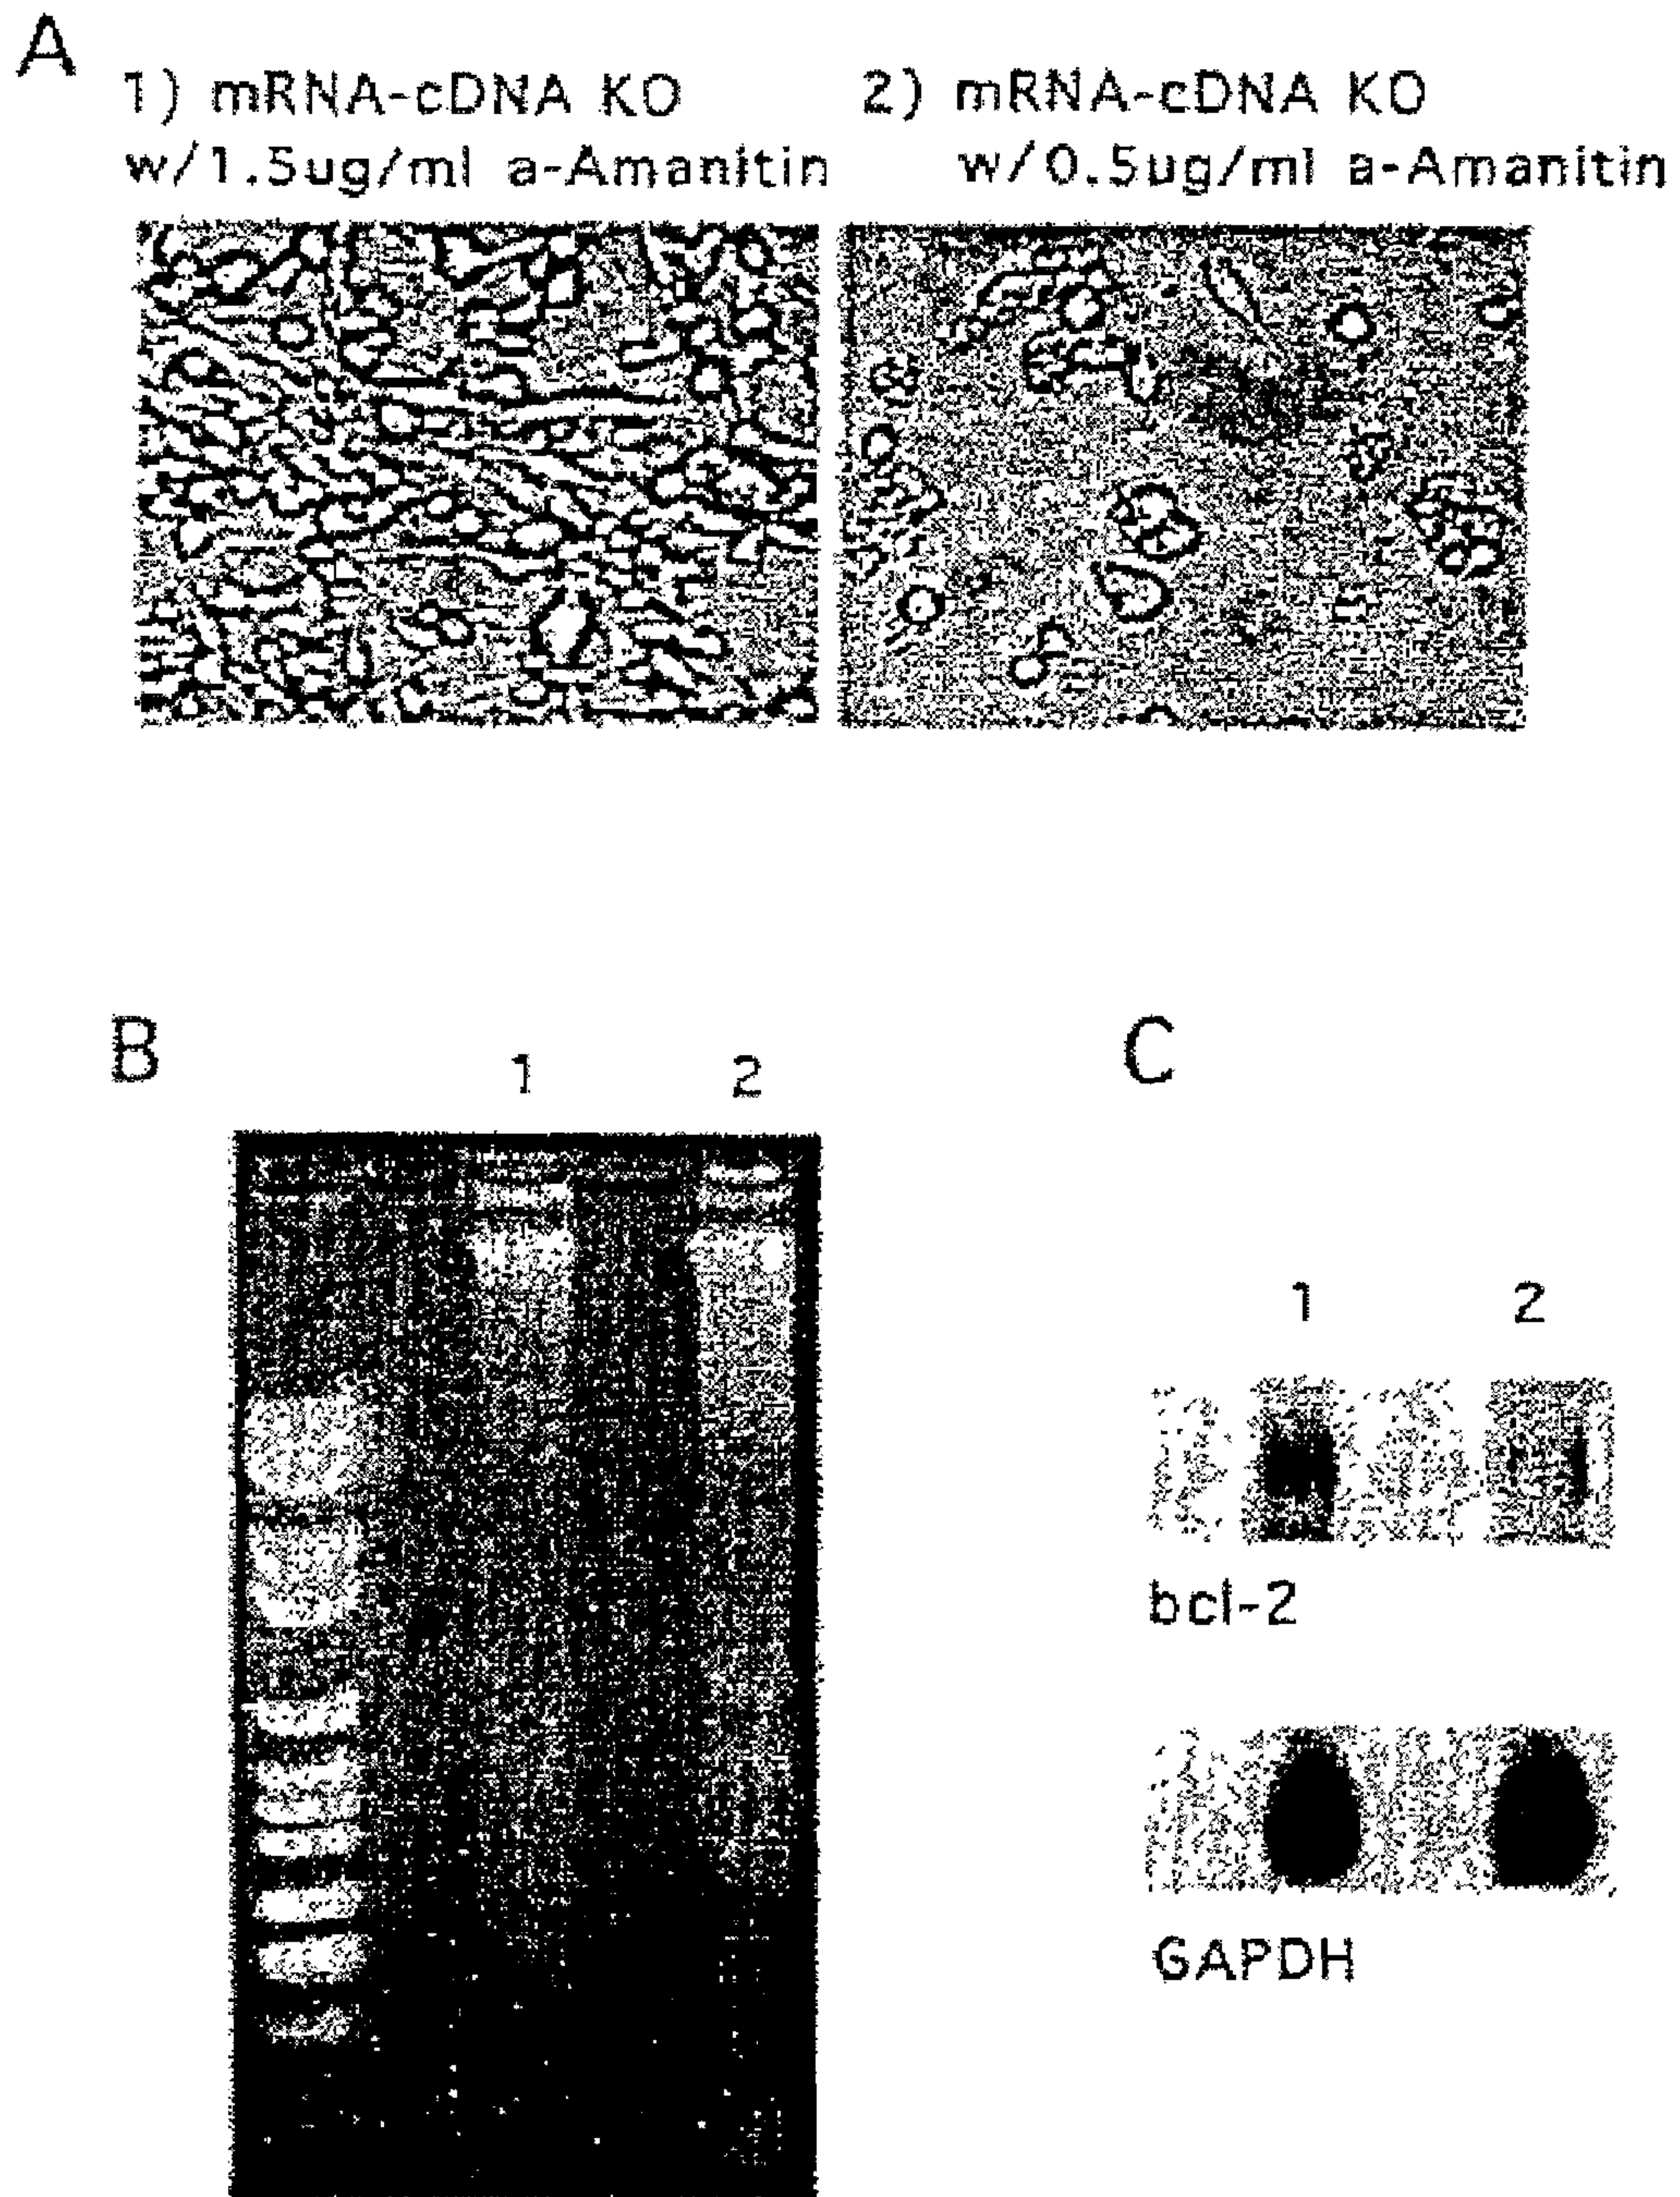 A
1) mRNA-cDNA KO
w/1.5ug/ml a-Amanitin
2) mRNA-cDNA KO
w/0.5ug/ml a-Amanitin
B
1 2
C
1 2
bcl-2
GAPDH